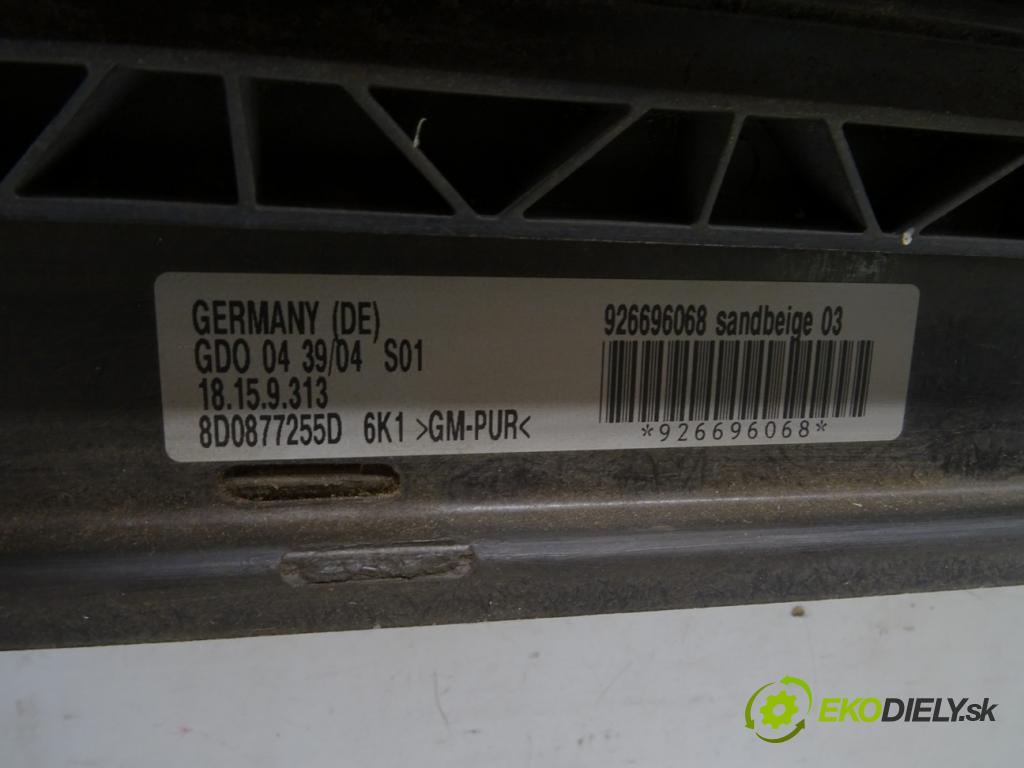 GERMANY (DE)
GDO 04 39/04 S01
18.15.9.313
8D0877255D 6K1 >GM-PUR<
926696068 sandbeige 03
*926696068*
EKODIELY.sk